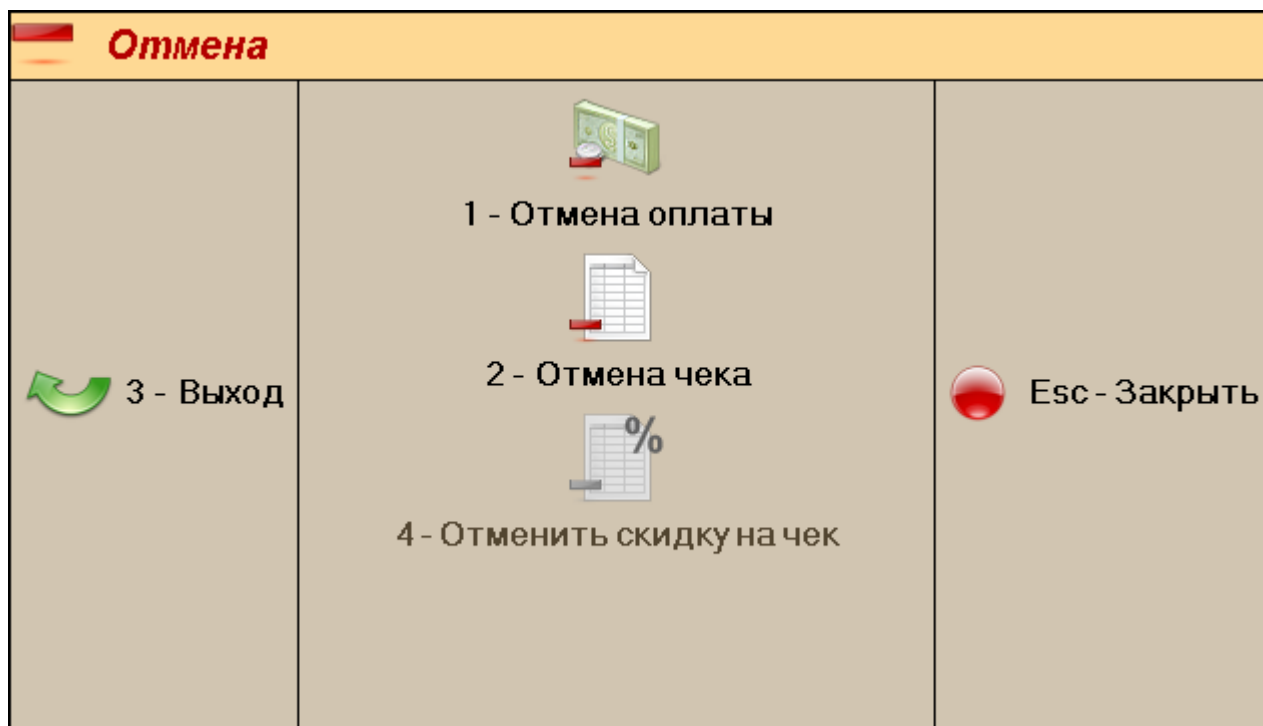 Отмена
1 - Отмена оплаты
2 - Отмена чека
3 - Выход
Esc - Закрыть
%
4 - Отменить скидку на чек